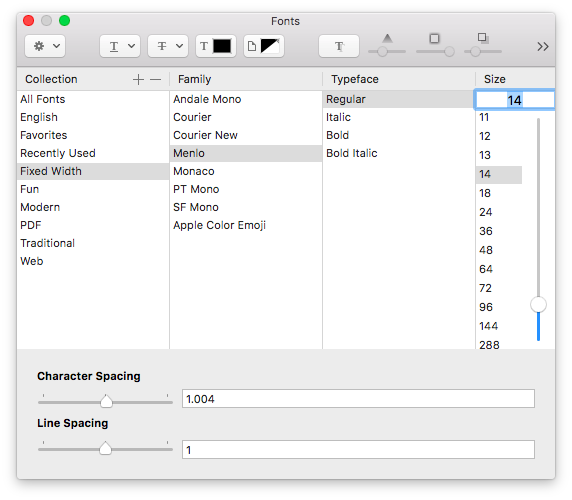 Fonts
T T T T
Collection + − Family Typeface Size
All Fonts
English
Favorites
Recently Used
Fixed Width
Fun
Modern
PDF
Traditional
Web
Andale Mono
Courier
Courier New
Menlo
Monaco
PT Mono
SF Mono
Apple Color Emoji
Regular
Italic
Bold
Bold Italic
14
11
12
13
14
18
24
36
48
64
72
96
144
288
Character Spacing
1.004
Line Spacing
1